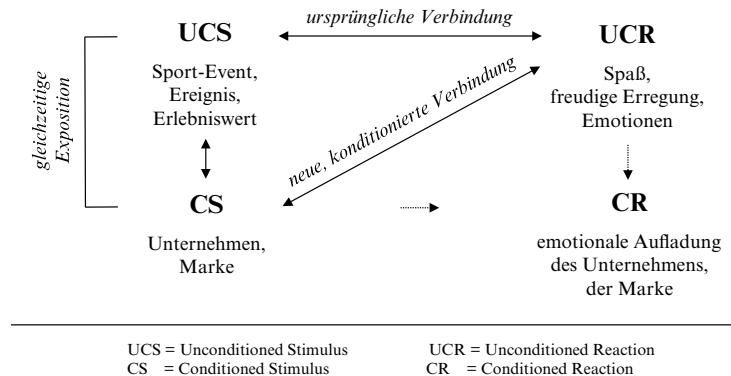 ursprüngliche Verbindung
UCS
UCR
gleichzeitige
Exposition
Sport-Event,
Ereignis,
Erlebniswert
neue, konditionierte Verbindung
Spaß,
freudige Erregung,
Emotionen
CS
CR
Unternehmen,
Marke
emotionale Aufladung
des Unternehmens,
der Marke
UCS = Unconditioned Stimulus
UCR = Unconditioned Reaction
CS = Conditioned Stimulus
CR = Conditioned Reaction